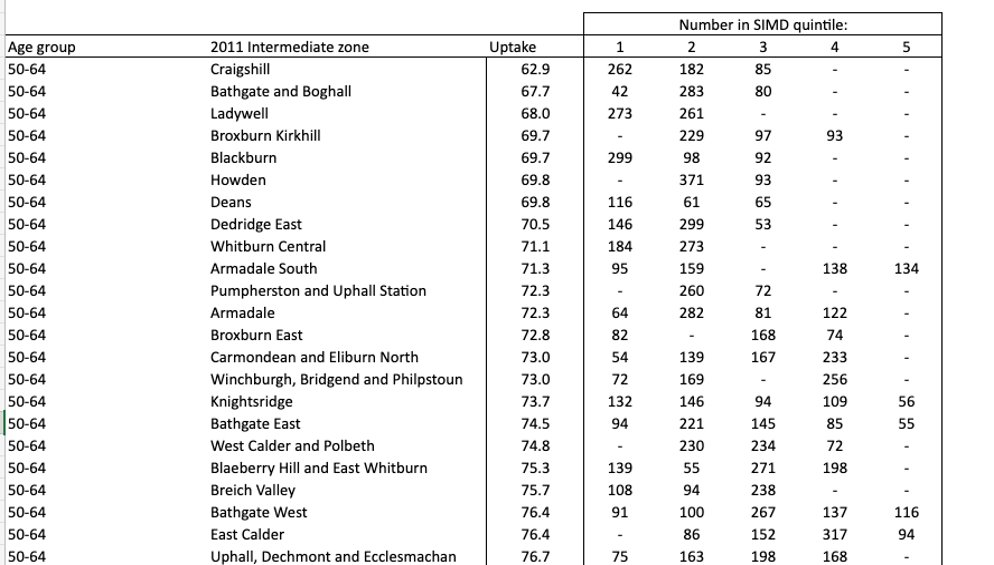 Number in SIMD quintile:
Age group 2011 Intermediate zone Uptake 1 2 3 4 5
50-64 Craigshill 62.9 262 182 85 - -
50-64 Bathgate and Boghall 67.7 42 283 80 - -
50-64 Ladywell 68.0 273 261 - - -
50-64 Broxburn Kirkhill 69.7 - 229 97 93 -
50-64 Blackburn 69.7 299 98 92 - -
50-64 Howden 69.8 - 371 93 - -
50-64 Deans 69.8 116 61 65 - -
50-64 Dedridge East 70.5 146 299 53 - -
50-64 Whitburn Central 71.1 184 273 - - -
50-64 Armadale South 71.3 95 159 - 138 134
50-64 Pumpherston and Uphall Station 72.3 - 260 72 - -
50-64 Armadale 72.3 64 282 81 122 -
50-64 Broxburn East 72.8 82 - 168 74 -
50-64 Carmondean and Eliburn North 73.0 54 139 167 233 -
50-64 Winchburgh, Bridgend and Philpstoun 73.0 72 169 - 256 -
50-64 Knightsridge 73.7 132 146 94 109 56
50-64 Bathgate East 74.5 94 221 145 85 55
50-64 West Calder and Polbeth 74.8 - 230 234 72 -
50-64 Blaeberry Hill and East Whitburn 75.3 139 55 271 198 -
50-64 Breich Valley 75.7 108 94 238 - -
50-64 Bathgate West 76.4 91 100 267 137 116
50-64 East Calder 76.4 - 86 152 317 94
50-64 Uphall, Dechmont and Ecclesmachan 76.7 75 163 198 168 -